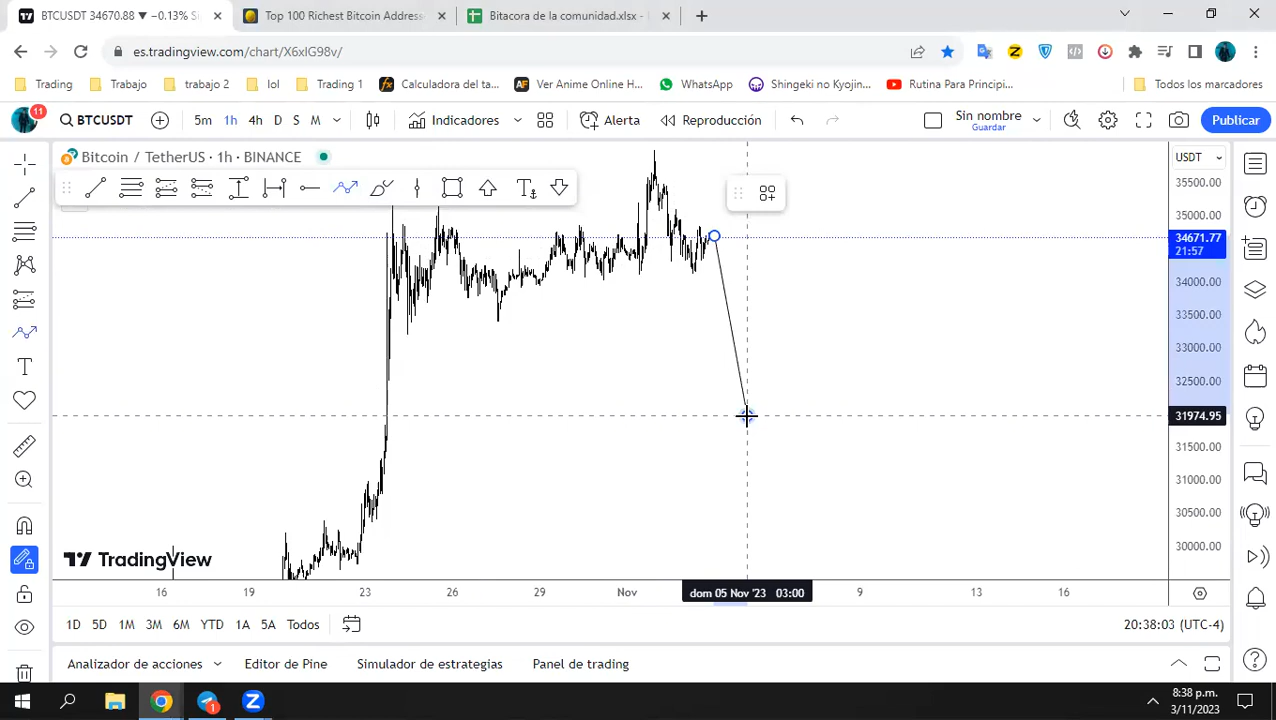 BTCUSDT 34670.88 ▼ −0.13% Si
Top 100 Richest Bitcoin Address
Bitacora de la comunidad.xlsx -
es.tradingview.com/chart/X6xIG98v/
Trading
Trabajo
trabajo 2
lol
Trading 1
Calculadora del ta...
Ver Anime Online H...
WhatsApp
Shingeki no Kyojin...
Rutina Para Principi...
Todos los marcadores
11
BTCUSDT
5m
1h
4h
D
S
M
Indicadores
Alerta
Reproducción
Sin nombre
Guardar
Publicar
Bitcoin / TetherUS · 1h · BINANCE
USDT
35500.00
35000.00
34671.77
21:57
34000.00
33500.00
33000.00
32500.00
31974.95
31500.00
31000.00
30500.00
30000.00
TradingView
16
19
23
26
29
Nov
dom 05 Nov '23 03:00
9
13
16
1D
5D
1M
3M
6M
YTD
1A
5A
Todos
20:38:03 (UTC-4)
Analizador de acciones
Editor de Pine
Simulador de estrategias
Panel de trading
8:38 p.m.
3/11/2023